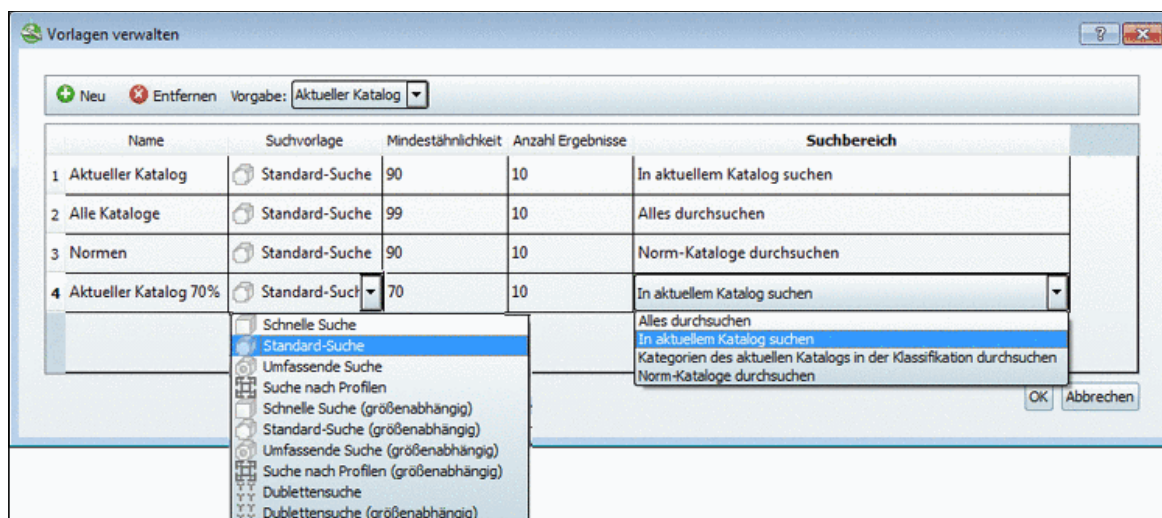 Vorlagen verwalten
Neu Entfernen Vorgabe: Aktueller Katalog
Name Suchvorlage Mindestähnlichkeit Anzahl Ergebnisse Suchbereich
1 Aktueller Katalog Standard-Suche 90 10 In aktuellem Katalog suchen
2 Alle Kataloge Standard-Suche 99 10 Alles durchsuchen
3 Normen Standard-Suche 90 10 Norm-Kataloge durchsuchen
4 Aktueller Katalog 70% Standard-Such 70 10 In aktuellem Katalog suchen
Schnelle Suche
Standard-Suche
Umfassende Suche
Suche nach Profilen
Schnelle Suche (größenabhängig)
Standard-Suche (größenabhängig)
Umfassende Suche (größenabhängig)
Suche nach Profilen (größenabhängig)
Dublettensuche
Dublettensuche (größenabhängig)
Alles durchsuchen
In aktuellem Katalog suchen
Kategorien des aktuellen Katalogs in der Klassifikation durchsuchen
Norm-Kataloge durchsuchen
OK Abbrechen